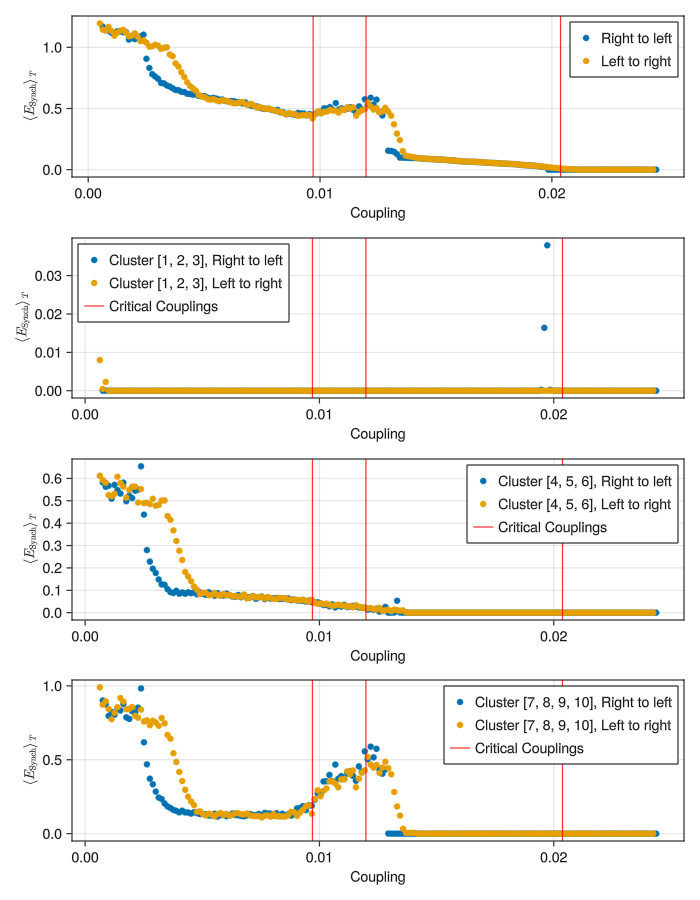 1.0
0.5
0.0
⟨E_Synch⟩_T
Right to left
Left to right
0.00
0.01
0.02
Coupling
0.03
0.02
0.01
0.00
⟨E_Synch⟩_T
Cluster [1, 2, 3], Right to left
Cluster [1, 2, 3], Left to right
Critical Couplings
0.00
0.01
0.02
Coupling
0.6
0.5
0.4
0.3
0.2
0.1
0.0
⟨E_Synch⟩_T
Cluster [4, 5, 6], Right to left
Cluster [4, 5, 6], Left to right
Critical Couplings
0.00
0.01
0.02
Coupling
1.0
0.5
0.0
⟨E_Synch⟩_T
Cluster [7, 8, 9, 10], Right to left
Cluster [7, 8, 9, 10], Left to right
Critical Couplings
0.00
0.01
0.02
Coupling